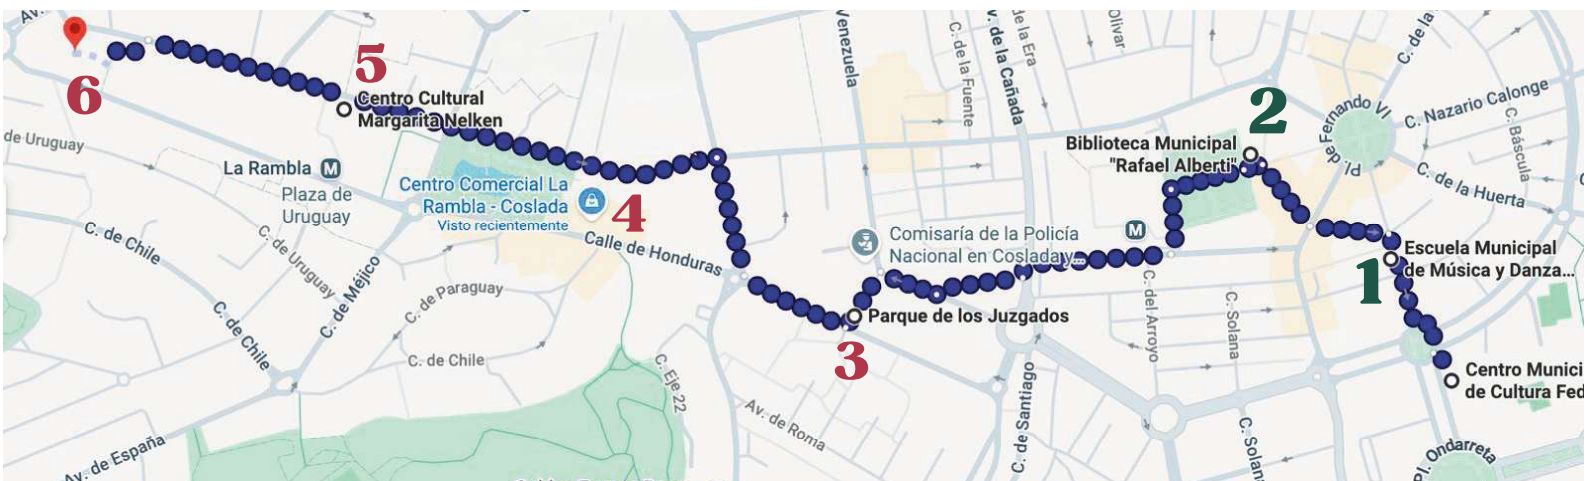 Av.
6
5
Centro Cultural
Margarita Nelken
de Uruguay
La Rambla M
Plaza de
Uruguay
Centro Comercial La
Rambla - Coslada
Visto recientemente
4
Calle de Honduras
C. de Chile
C. de Uruguay
C. de Méjico
C. de Paraguay
C. de Chile
C. de Chile
Av. de España
C. Eje 22
Av. de Roma
3
Parque de los Juzgados
Venezuela
Comisaría de la Policía
Nacional en Coslada y...
C. de la Fuente
Av. de la Cañada
de la Era
Olivar
C. de Santiago
M
C. del Arroyo
C. Solana
C. Solana
2
Biblioteca Municipal
"Rafael Alberti"
Pl. de Fernando VI
C. de la
C. Nazario Calonge
C. Báscula
C. de la Huerta
1
Escuela Municipal
de Música y Danza...
Centro Munici
de Cultura Fed
Pl. Ondarreta